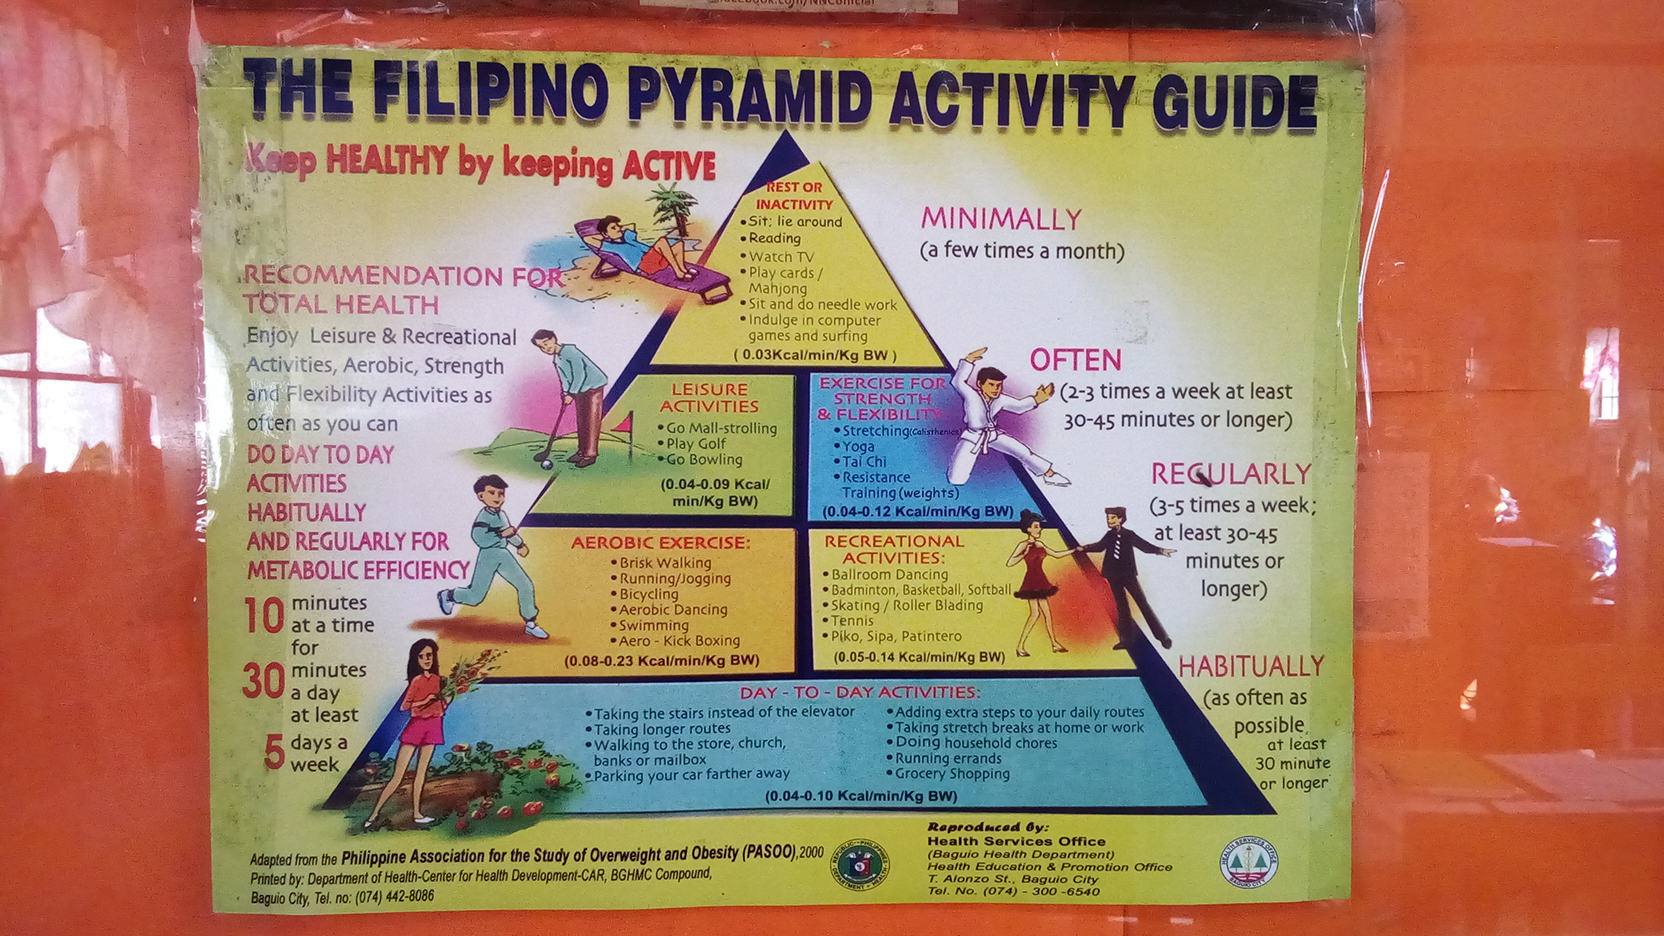 facebook.com/NNCofficial
THE FILIPINO PYRAMID ACTIVITY GUIDE
Keep HEALTHY by keeping ACTIVE
RECOMMENDATION FOR
TOTAL HEALTH
Enjoy Leisure & Recreational
Activities, Aerobic, Strength
and Flexibility Activities as
often as you can
DO DAY TO DAY
ACTIVITIES
HABITUALLY
AND REGULARLY FOR
METABOLIC EFFICIENCY
10 minutes
at a time
for
30 minutes
a day
at least
5 days a
week
REST OR
INACTIVITY
• Sit; lie around
• Reading
• Watch TV
• Play cards /
Mahjong
• Sit and do needle work
• Indulge in computer
games and surfing
( 0.03Kcal/min/Kg BW )
MINIMALLY
(a few times a month)
LEISURE
ACTIVITIES
• Go Mall-strolling
• Play Golf
• Go Bowling
(0.04-0.09 Kcal/
min/Kg BW)
EXERCISE FOR
STRENGTH
& FLEXIBILITY
• Stretching(Calisthenics)
• Yoga
• Tai Chi
• Resistance
Training (weights)
(0.04-0.12 Kcal/min/Kg BW)
OFTEN
(2-3 times a week at least
30-45 minutes or longer)
AEROBIC EXERCISE:
• Brisk Walking
• Running/Jogging
• Bicycling
• Aerobic Dancing
• Swimming
• Aero - Kick Boxing
(0.08-0.23 Kcal/min/Kg BW)
RECREATIONAL
ACTIVITIES:
• Ballroom Dancing
• Badminton, Basketball, Softball
• Skating / Roller Blading
• Tennis
• Piko, Sipa, Patintero
(0.05-0.14 Kcal/min/Kg BW)
REGULARLY
(3-5 times a week;
at least 30-45
minutes or
longer)
DAY - TO - DAY ACTIVITIES:
• Taking the stairs instead of the elevator
• Taking longer routes
• Walking to the store, church,
banks or mailbox
• Parking your car farther away
• Adding extra steps to your daily routes
• Taking stretch breaks at home or work
• Doing household chores
• Running errands
• Grocery Shopping
(0.04-0.10 Kcal/min/Kg BW)
HABITUALLY
(as often as
possible,
at least
30 minute
or longer
Adapted from the Philippine Association for the Study of Overweight and Obesity (PASOO),2000
Printed by: Department of Health-Center for Health Development-CAR, BGHMC Compound,
Baguio City, Tel. no: (074) 442-8086
Reproduced by:
Health Services Office
(Baguio Health Department)
Health Education & Promotion Office
T. Alonzo St., Baguio City
Tel. No. (074) - 300 -6540
HEALTH SERVICES OFFICE
BAGUIO CITY